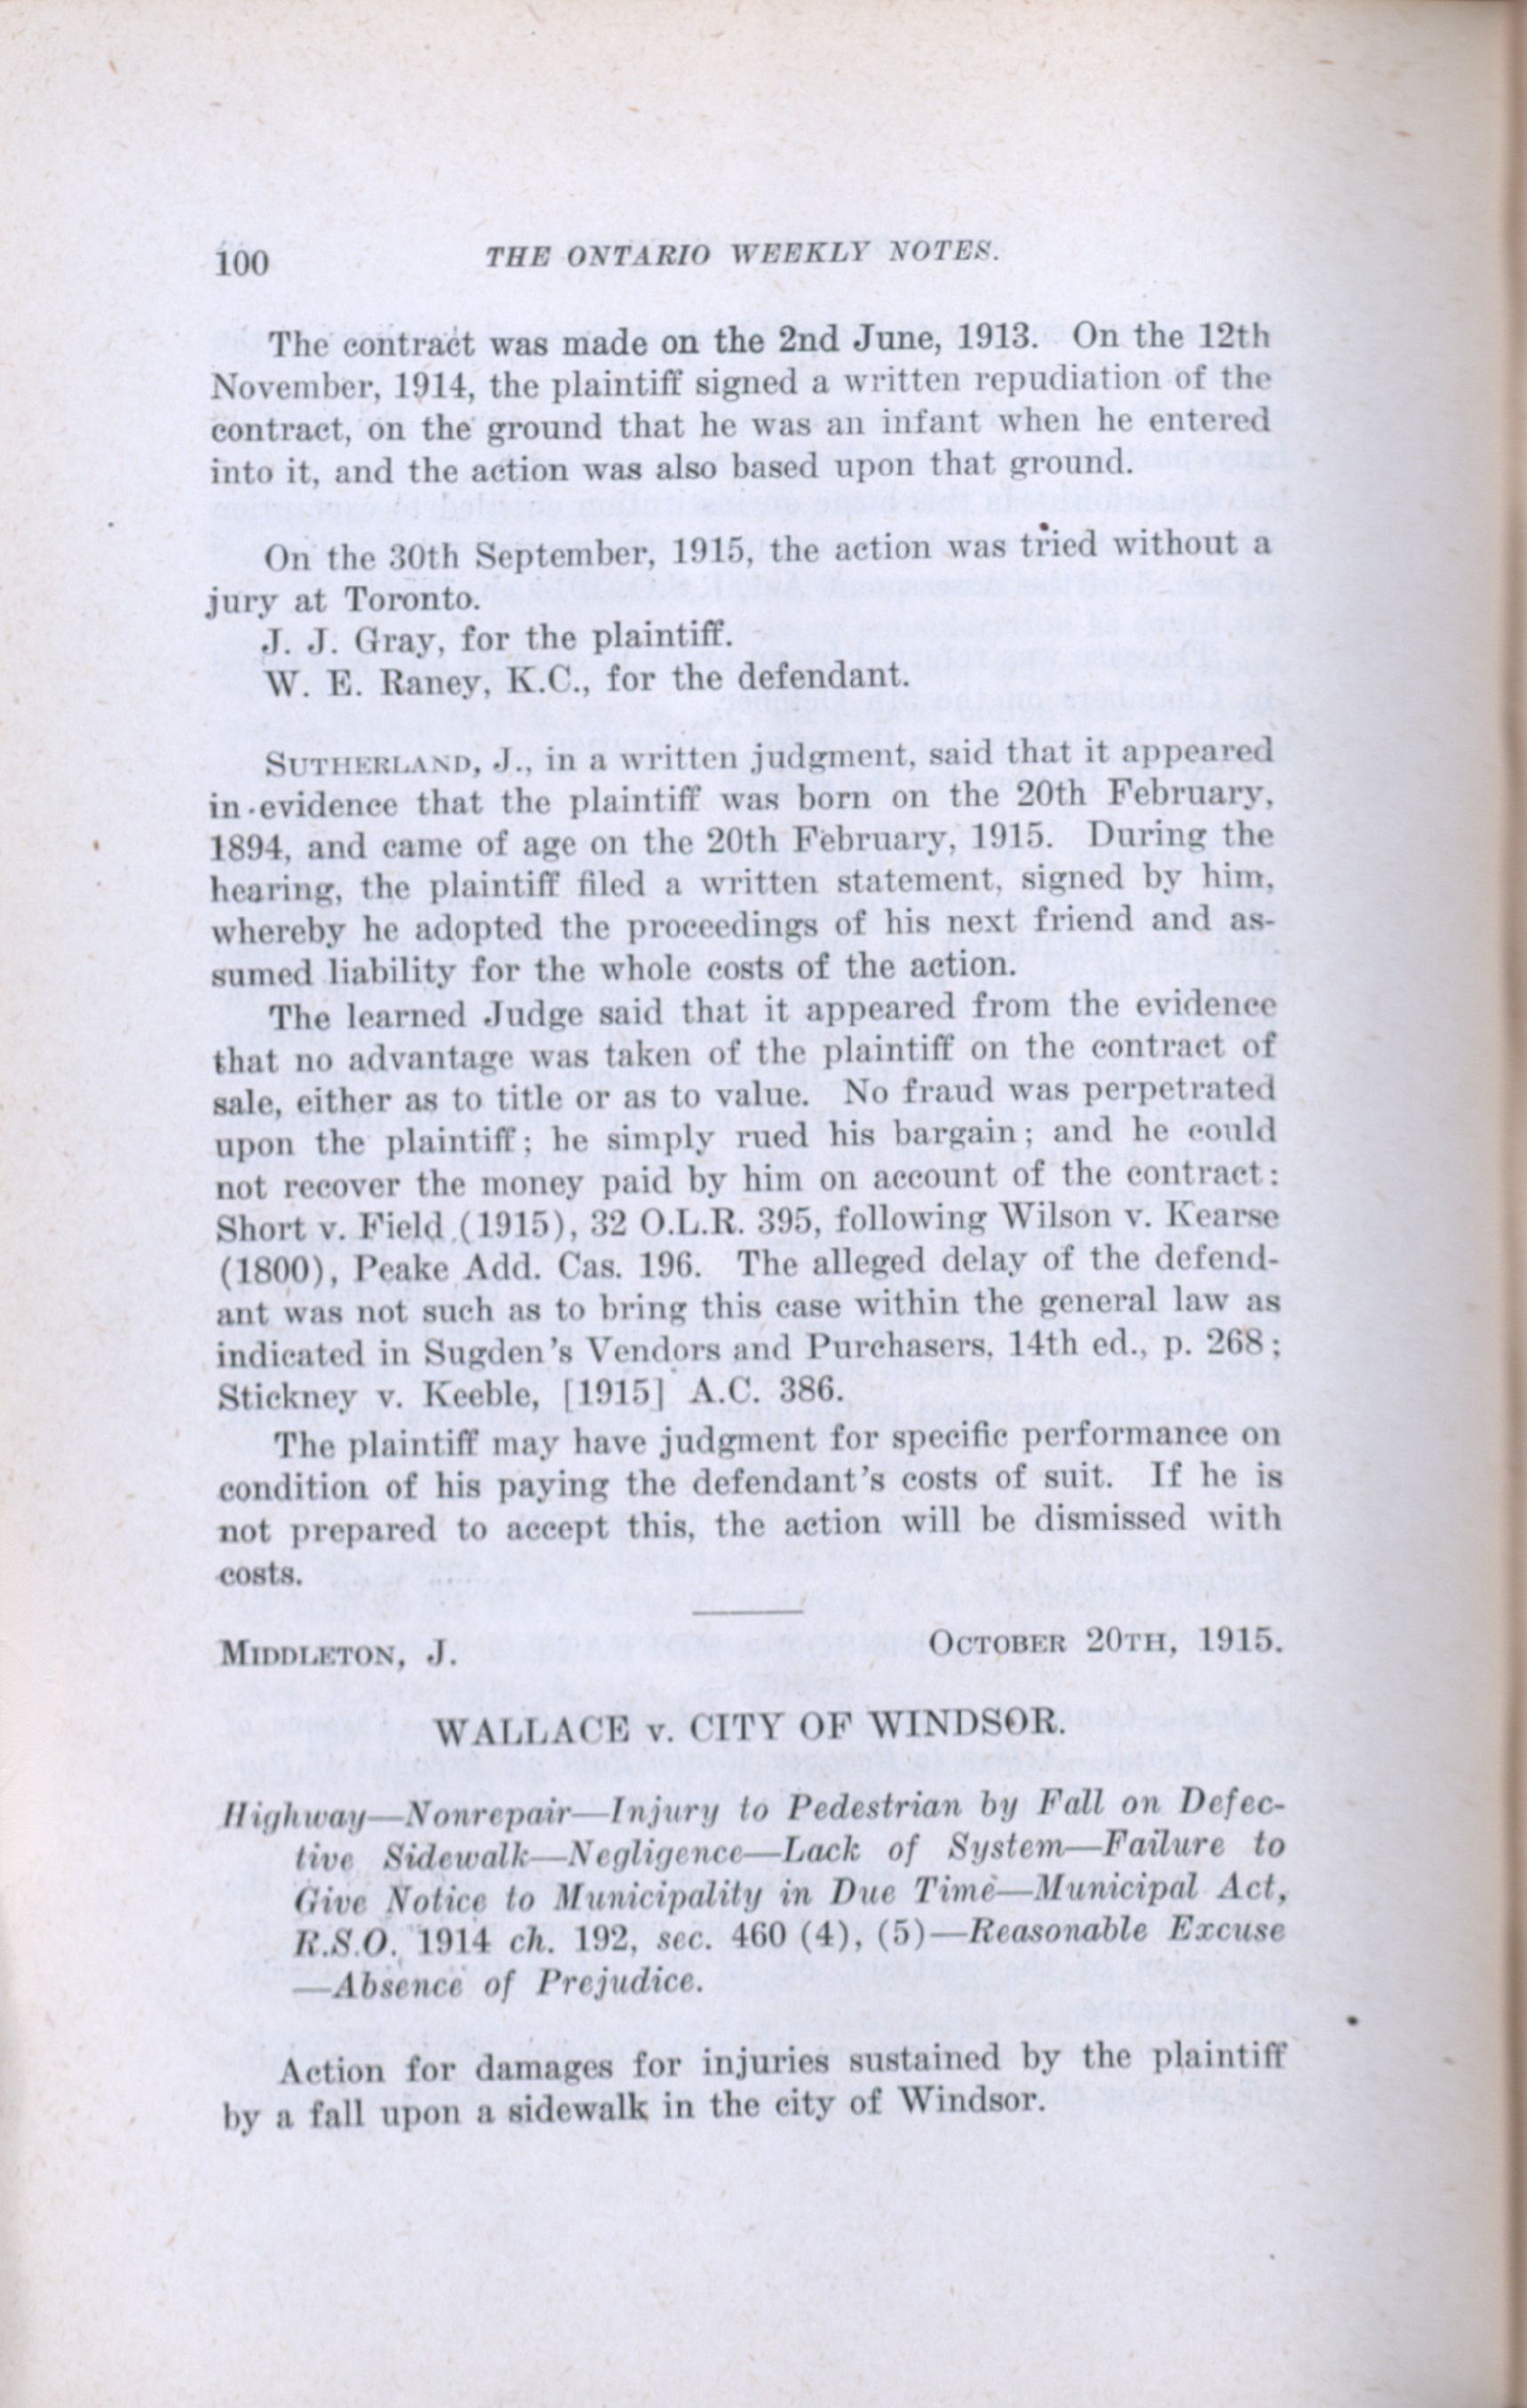 100
THE ONTARIO WEEKLY NOTES.
The contract was made on the 2nd June, 1913. On the 12th
November, 1914, the plaintiff signed a written repudiation of the
contract, on the ground that he was an infant when he entered
into it, and the action was also based upon that ground.
On the 30th September, 1915, the action was tried without a
jury at Toronto.
J. J. Gray, for the plaintiff.
W. E. Raney, K.C., for the defendant.
SUTHERLAND, J., in a written judgment, said that it appeared
in evidence that the plaintiff was born on the 20th February,
1894, and came of age on the 20th February, 1915. During the
hearing, the plaintiff filed a written statement, signed by him,
whereby he adopted the proceedings of his next friend and as-
sumed liability for the whole costs of the action.
The learned Judge said that it appeared from the evidence
that no advantage was taken of the plaintiff on the contract of
sale, either as to title or as to value. No fraud was perpetrated
upon the plaintiff; he simply rued his bargain; and he could
not recover the money paid by him on account of the contract:
Short v. Field (1915), 32 O.L.R. 395, following Wilson v. Kearse
(1800), Peake Add. Cas. 196. The alleged delay of the defend-
ant was not such as to bring this case within the general law as
indicated in Sugden's Vendors and Purchasers, 14th ed., p. 268;
Stickney v. Keeble, [1915] A.C. 386.
The plaintiff may have judgment for specific performance on
condition of his paying the defendant's costs of suit. If he is
not prepared to accept this, the action will be dismissed with
costs.
MIDDLETON, J.
OCTOBER 20TH, 1915.
WALLACE v. CITY OF WINDSOR.
Highway—Nonrepair—Injury to Pedestrian by Fall on Defec-
tive Sidewalk—Negligence—Lack of System—Failure to
Give Notice to Municipality in Due Time—Municipal Act,
R.S.O. 1914 ch. 192, sec. 460 (4), (5)—Reasonable Excuse
—Absence of Prejudice.
Action for damages for injuries sustained by the plaintiff
by a fall upon a sidewalk in the city of Windsor.